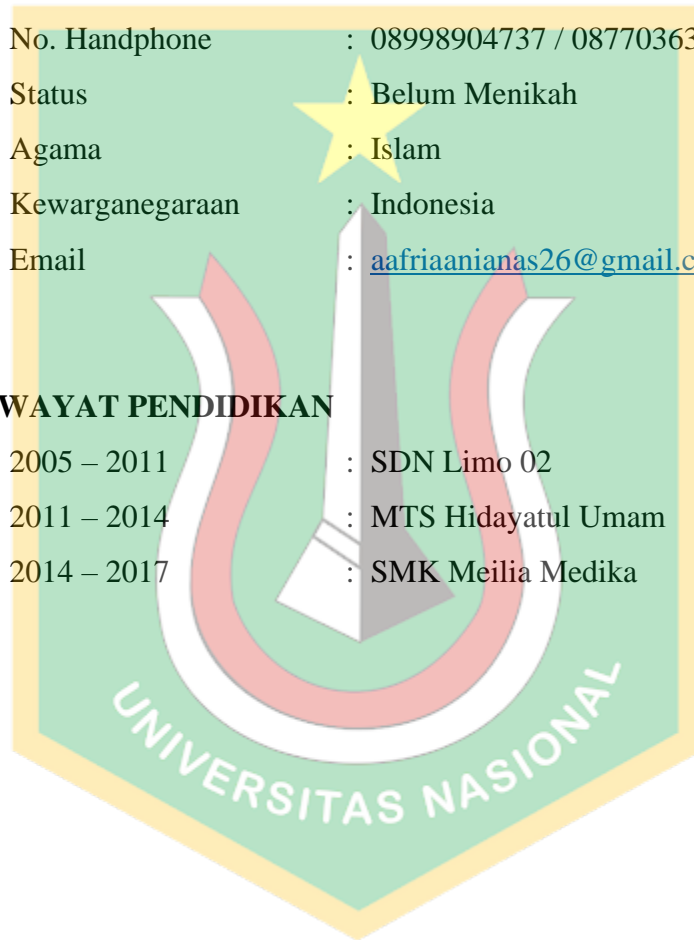 No. Handphone : 08998904737 / 08770363
Status : Belum Menikah
Agama : Islam
Kewarganegaraan : Indonesia
Email : aafriaanianas26@gmail.c
WAYAT PENDIDIKAN
2005 – 2011 : SDN Limo 02
2011 – 2014 : MTS Hidayatul Umam
2014 – 2017 : SMK Meilia Medika
UNIVERSITAS NASIONAL